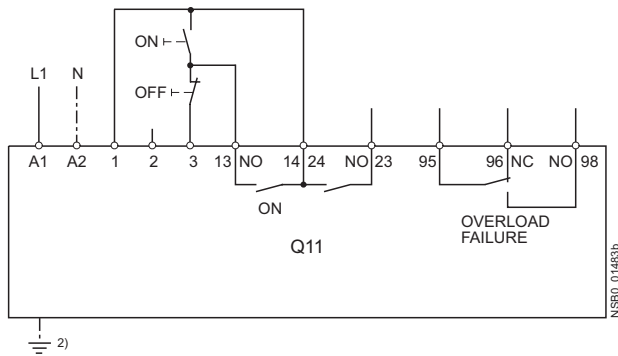 ON
OFF
L1 N
A1 A2 1 2 3 13 NO 14 24 NO 23 95 96 NC NO 98
ON
OVERLOAD
FAILURE
Q11
2)
NSB0_01483b